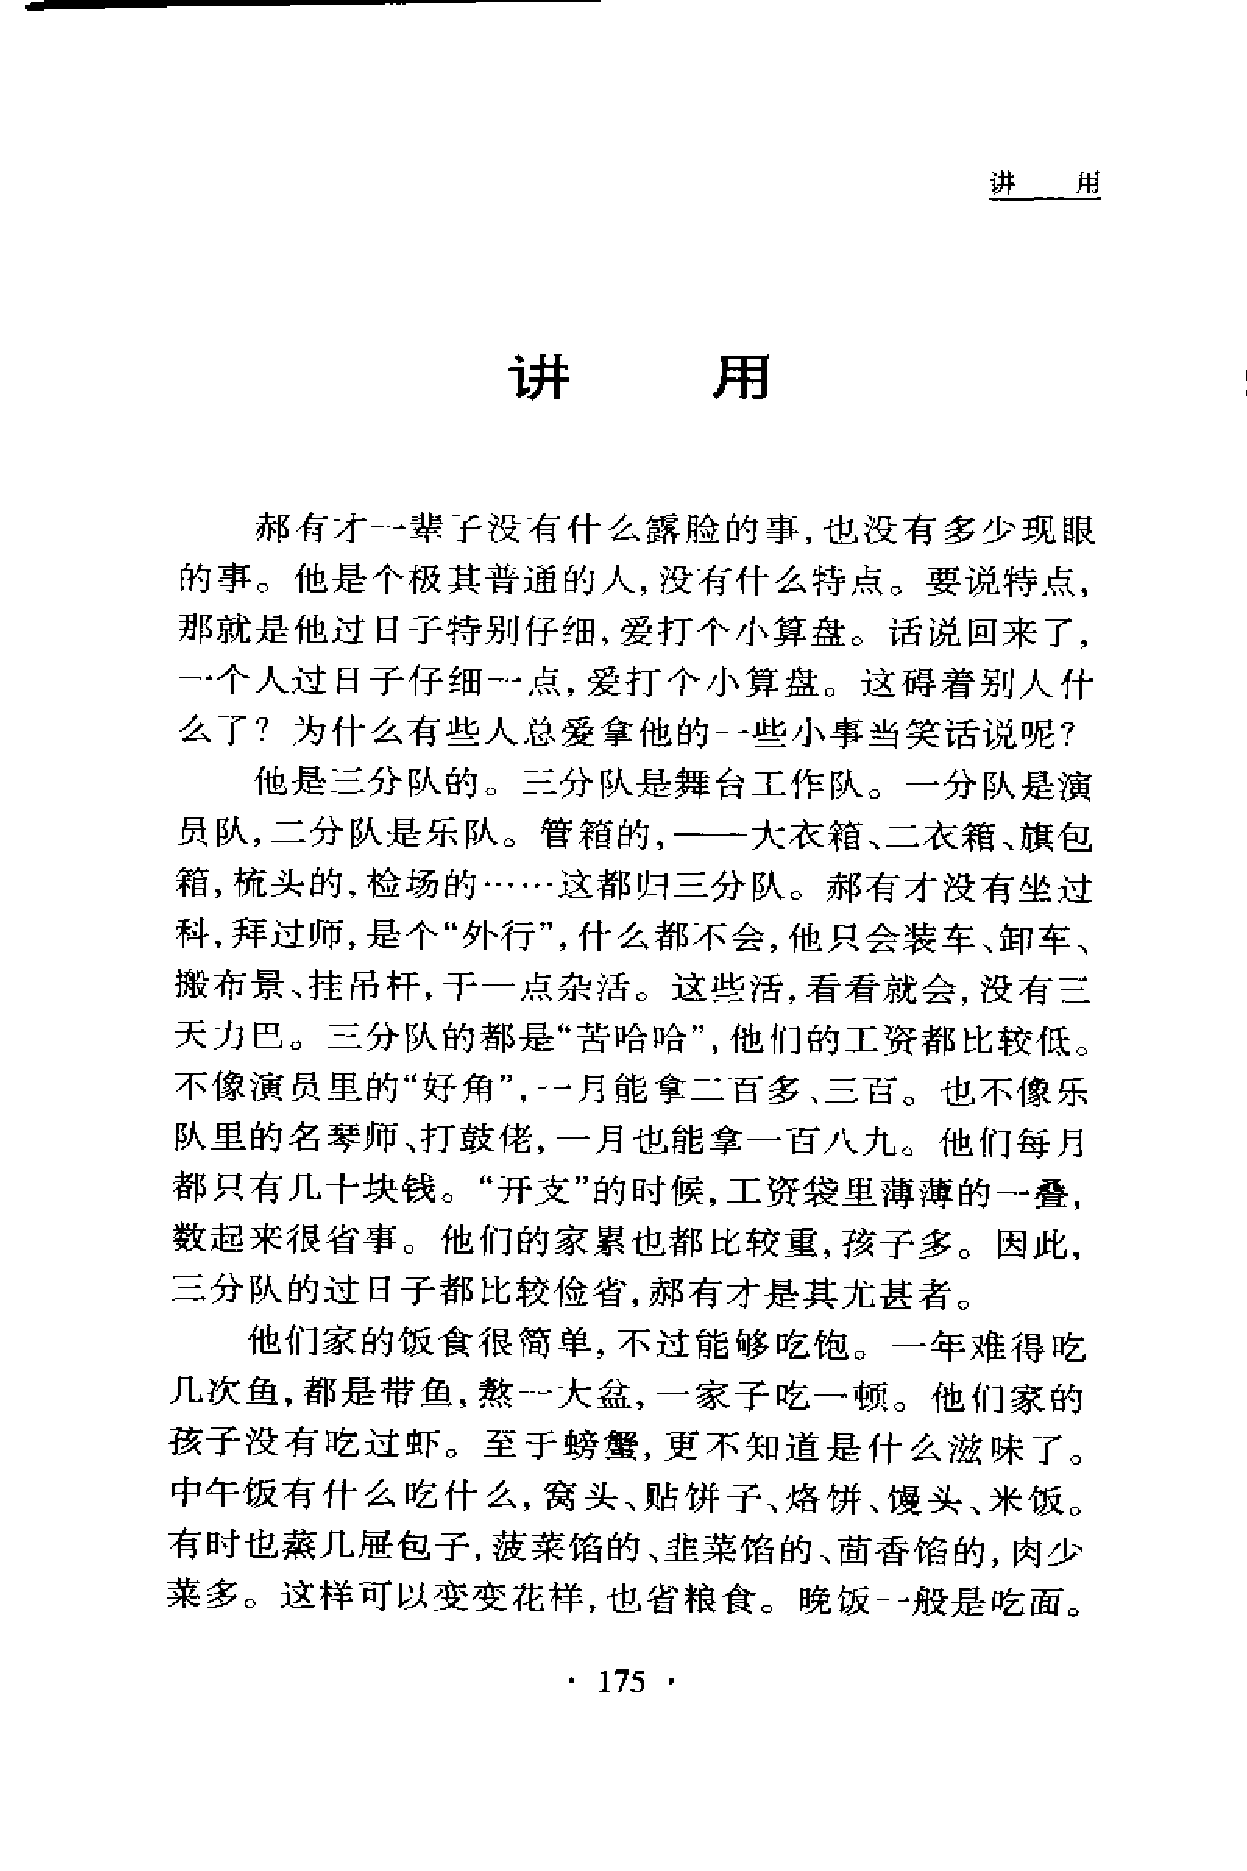 讲 用
讲 用
郝有才一辈子没有什么露脸的事,也没有多少现眼
的事。他是个极其普通的人,没有什么特点。要说特点,
那就是他过日子特别仔细,爱打个小算盘。话说回来了,
一个人过日子仔细一点,爱打个小算盘。这碍着别人什
么了?为什么有些人总爱拿他的一些小事当笑话说呢?
他是三分队的。三分队是舞台工作队。一分队是演
员队,二分队是乐队。管箱的,——大衣箱、二衣箱、旗包
箱,梳头的,检场的……这都归三分队。郝有才没有坐过
科,拜过师,是个“外行”,什么都不会,他只会装车、卸车、
搬布景、挂吊杆,干一点杂活。这些活,看看就会,没有三
天力巴。三分队的都是“苦哈哈”,他们的工资都比较低。
不像演员里的“好角”,一月能拿二百多、三百。也不像乐
队里的名琴师、打鼓佬,一月也能拿一百八九。他们每月
都只有几十块钱。“开支”的时候,工资袋里薄薄的一叠,
数起来很省事。他们的家累也都比较重,孩子多。因此,
三分队的过日子都比较俭省,郝有才是其尤甚者。
他们家的饭食很简单,不过能够吃饱。一年难得吃
几次鱼,都是带鱼,熬一大盆,一家子吃一顿。他们家的
孩子没有吃过虾。至于螃蟹,更不知道是什么滋味了。
中午饭有什么吃什么,窝头、贴饼子、烙饼、馒头、米饭。
有时也蒸几屉包子,菠菜馅的、韭菜馅的、茴香馅的,肉少
菜多。这样可以变变花样,也省粮食。晚饭一般是吃面。
· 175 ·